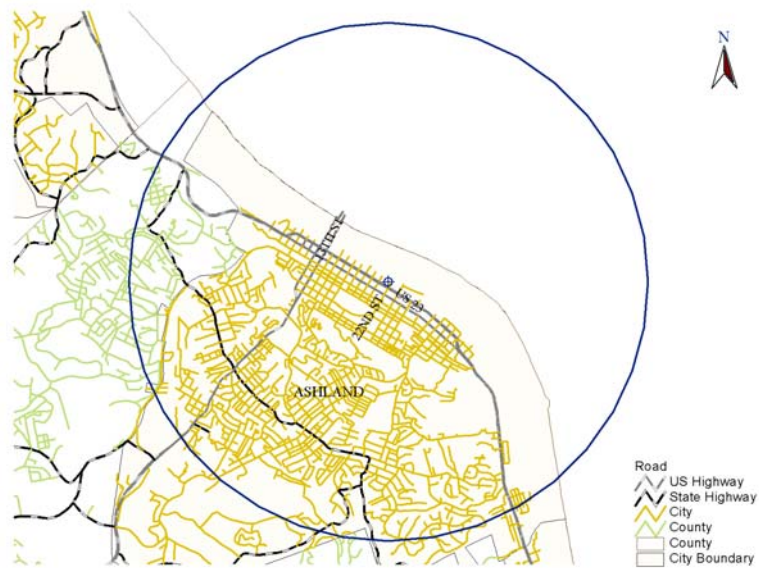 N
13TH ST
US 23
22ND ST
ASHLAND
Road
US Highway
State Highway
City
County
County
City Boundary